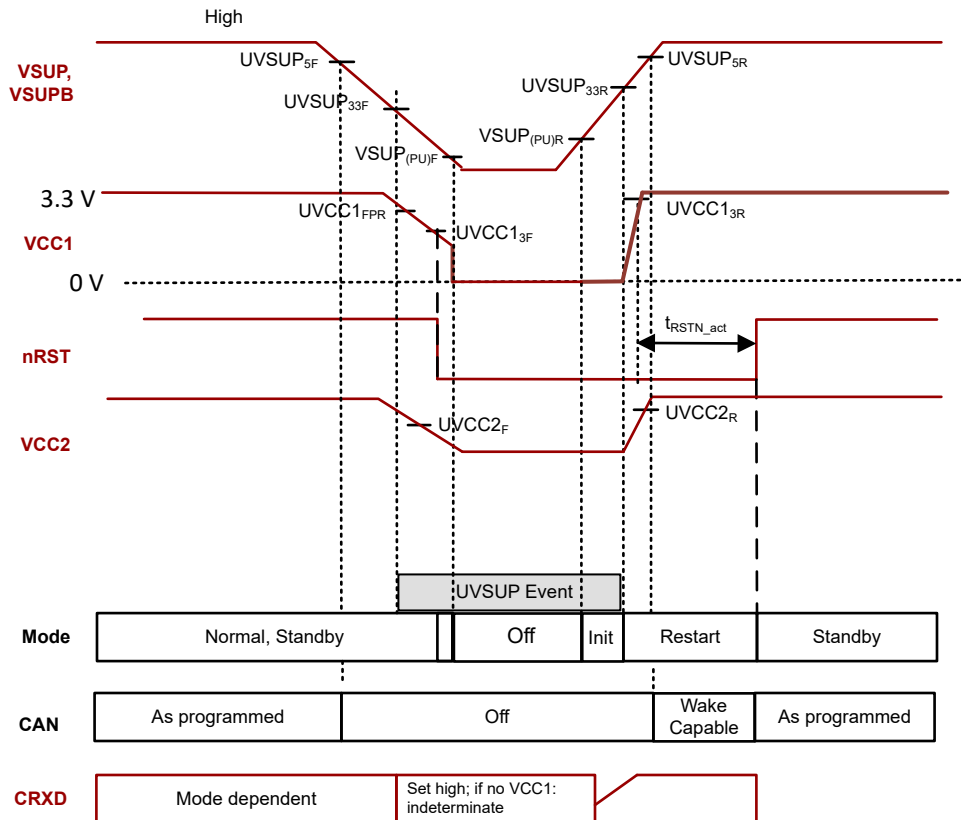 High
VSUP,
VSUPB
UVSUP5F
UVSUP33F
VSUP(PU)F
VSUP(PU)R
UVSUP33R
UVSUP5R
3.3 V
VCC1
0 V
UVCC1FPR
UVCC13F
UVCC13R
nRST
tRSTN_act
VCC2
UVCC2F
UVCC2R
UVSUP Event
Mode
Normal, Standby
Off
Init
Restart
Standby
CAN
As programmed
Off
Wake
Capable
As programmed
CRXD
Mode dependent
Set high; if no VCC1:
indeterminate